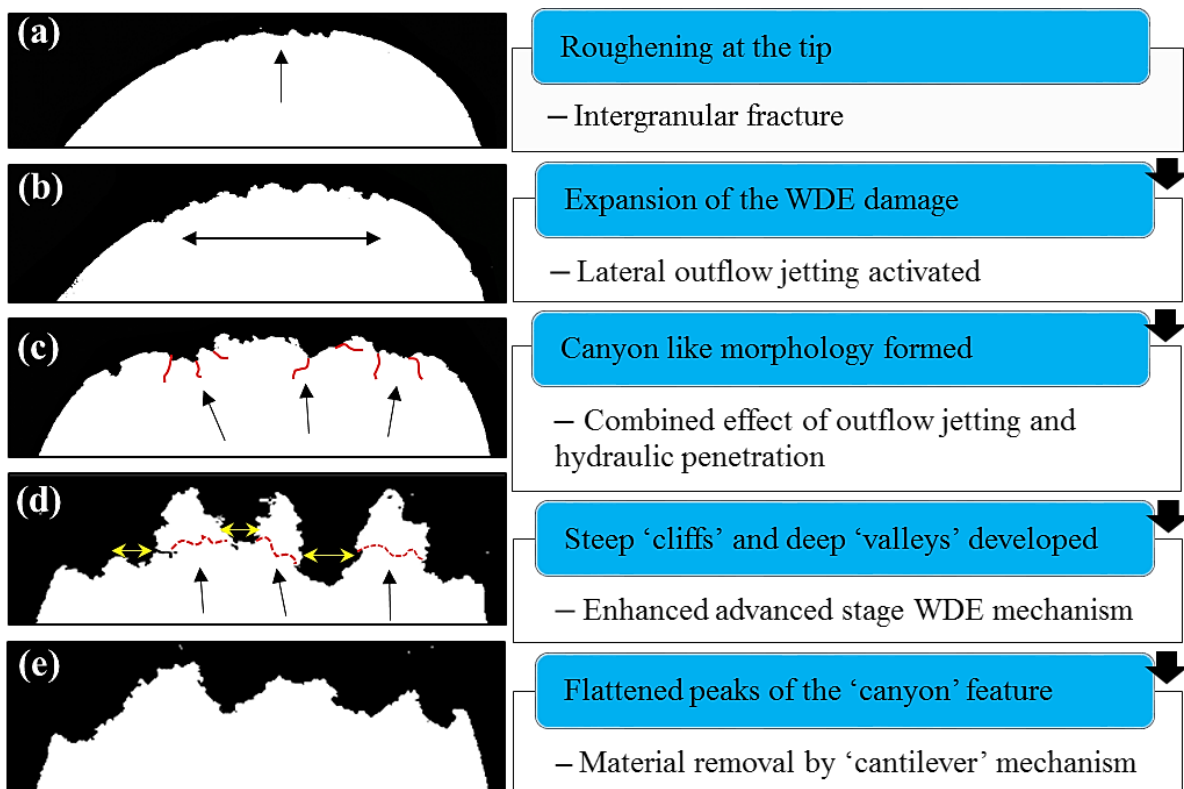 (a)
Roughening at the tip
– Intergranular fracture
(b)
Expansion of the WDE damage
– Lateral outflow jetting activated
(c)
Canyon like morphology formed
– Combined effect of outflow jetting and
hydraulic penetration
(d)
Steep ‘cliffs’ and deep ‘valleys’ developed
– Enhanced advanced stage WDE mechanism
(e)
Flattened peaks of the ‘canyon’ feature
– Material removal by ‘cantilever’ mechanism